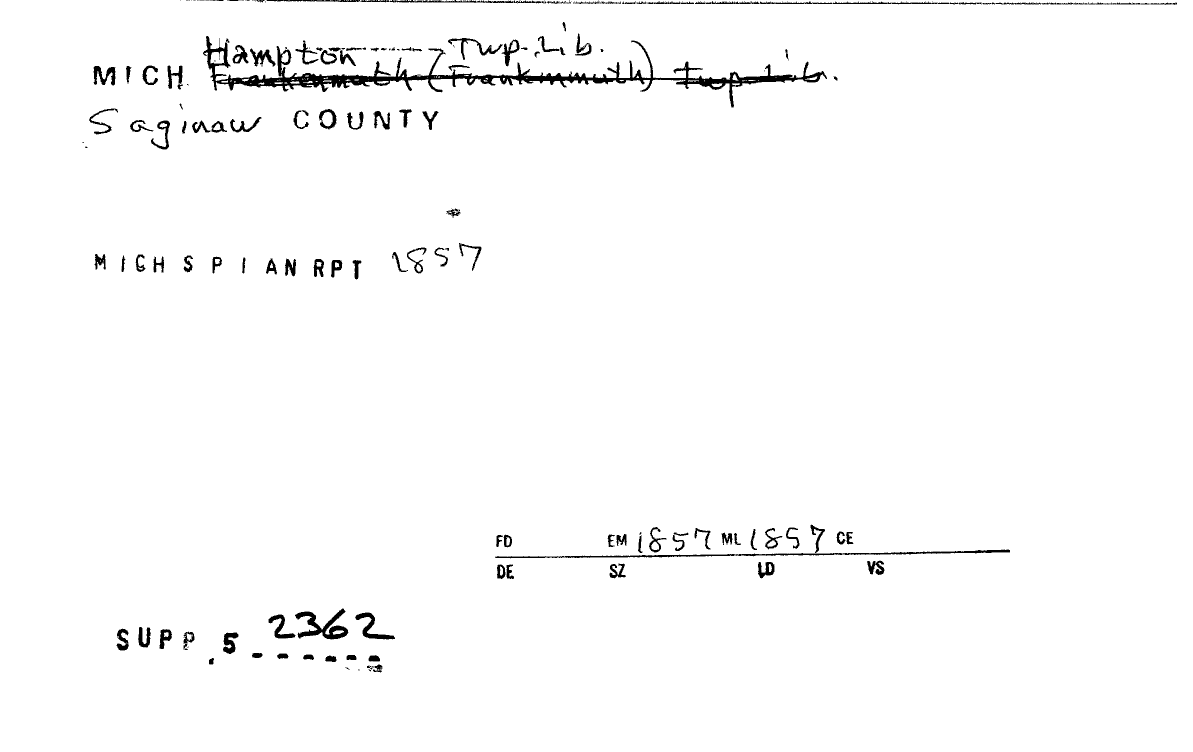 Hampton Twp. Lib.
MICH Frankenmuth (Frankinmuth) Twp Lib.
Saginaw COUNTY
MICH S P I AN RPT 1857
FD EM 1857 ML 1857 CE
DE SZ LD VS
SUPP. 5 2362